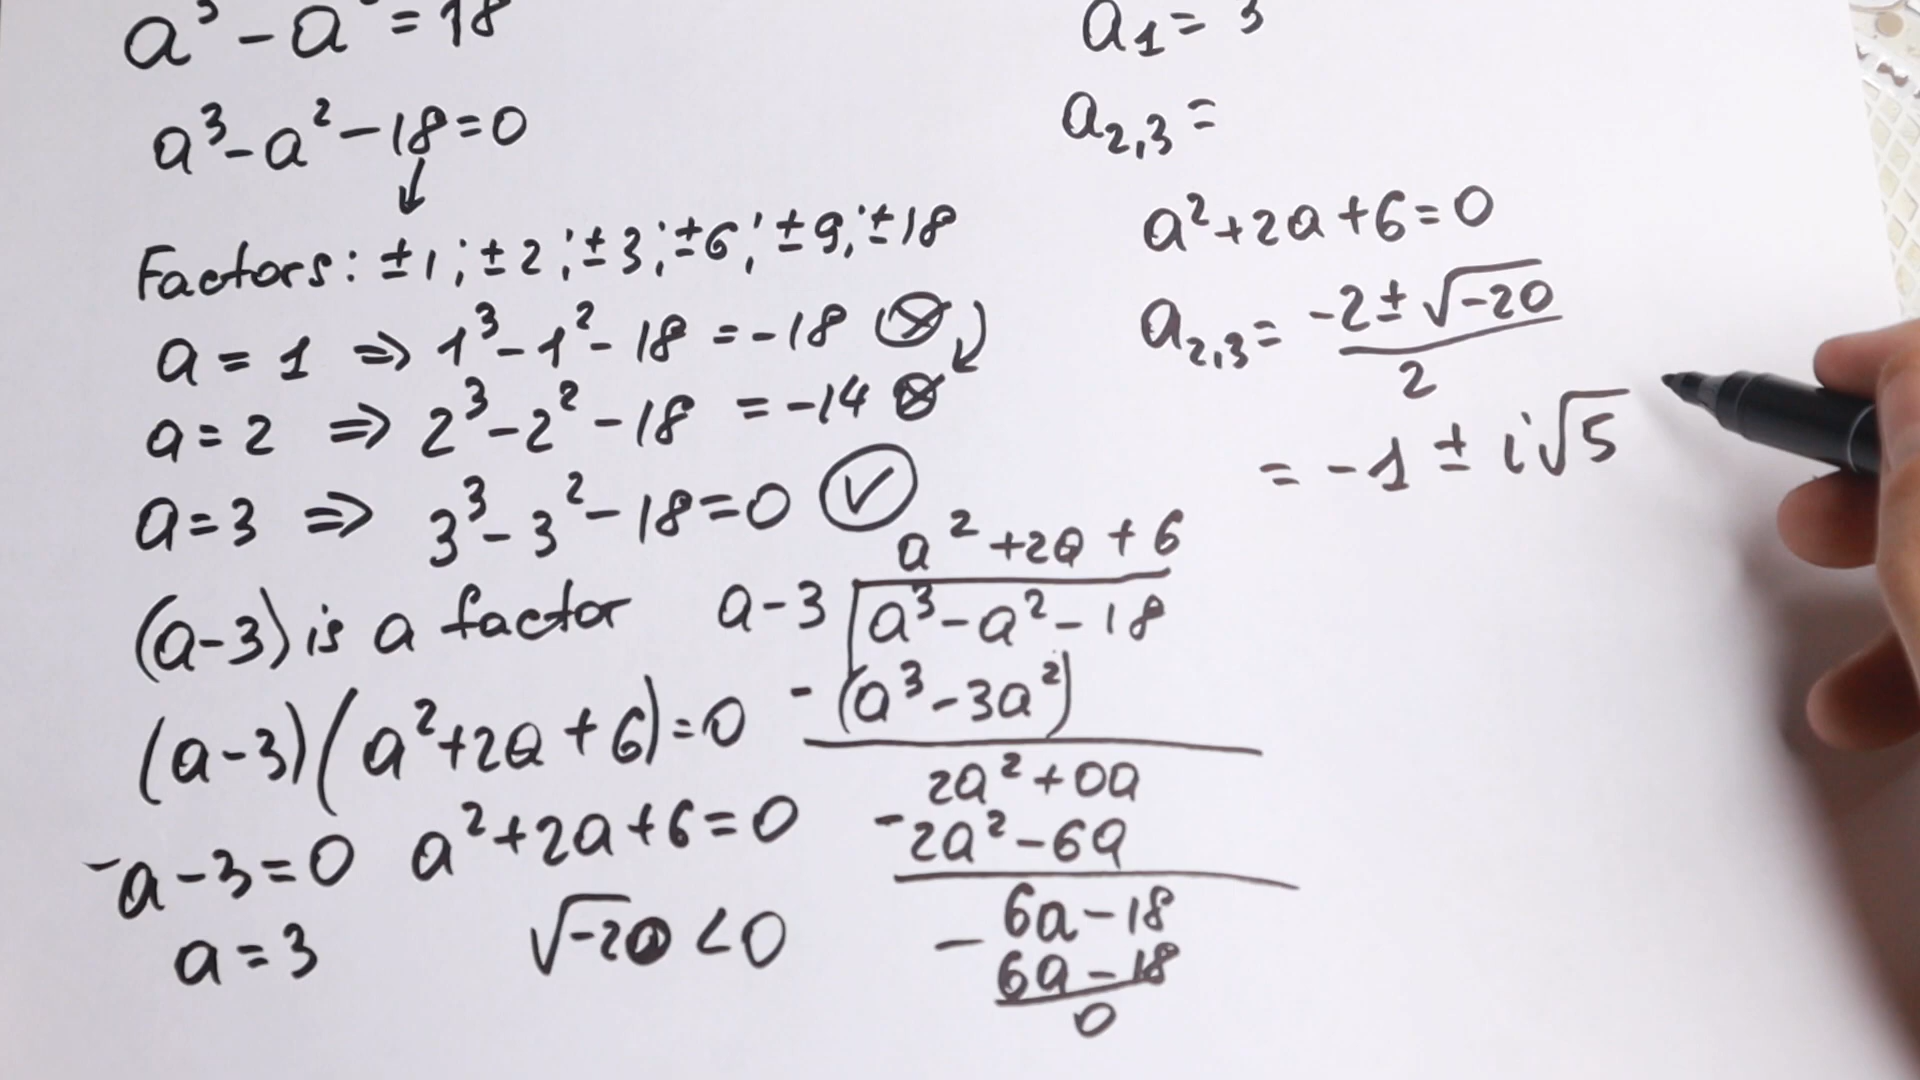 a³ - a² = 18
a³ - a² - 18 = 0
↓
Factors: ±1; ±2; ±3; ±6; ±9; ±18
a = 1 ⇒ 1³ - 1² - 18 = -18 ⊗
a = 2 ⇒ 2³ - 2² - 18 = -14 ⊗
a = 3 ⇒ 3³ - 3² - 18 = 0 ✓
(a-3) is a factor
(a-3)(a² + 2a + 6) = 0
a - 3 = 0 a² + 2a + 6 = 0
a = 3 √-20 < 0
a² + 2a + 6
a - 3 | a³ - a² - 18
- (a³ - 3a²)
2a² + 0a
- 2a² - 6a
6a - 18
- 6a - 18
0
a₁ = 3
a₂,₃ =
a² + 2a + 6 = 0
a₂,₃ = -2 ± √-20
2
= -1 ± i√5